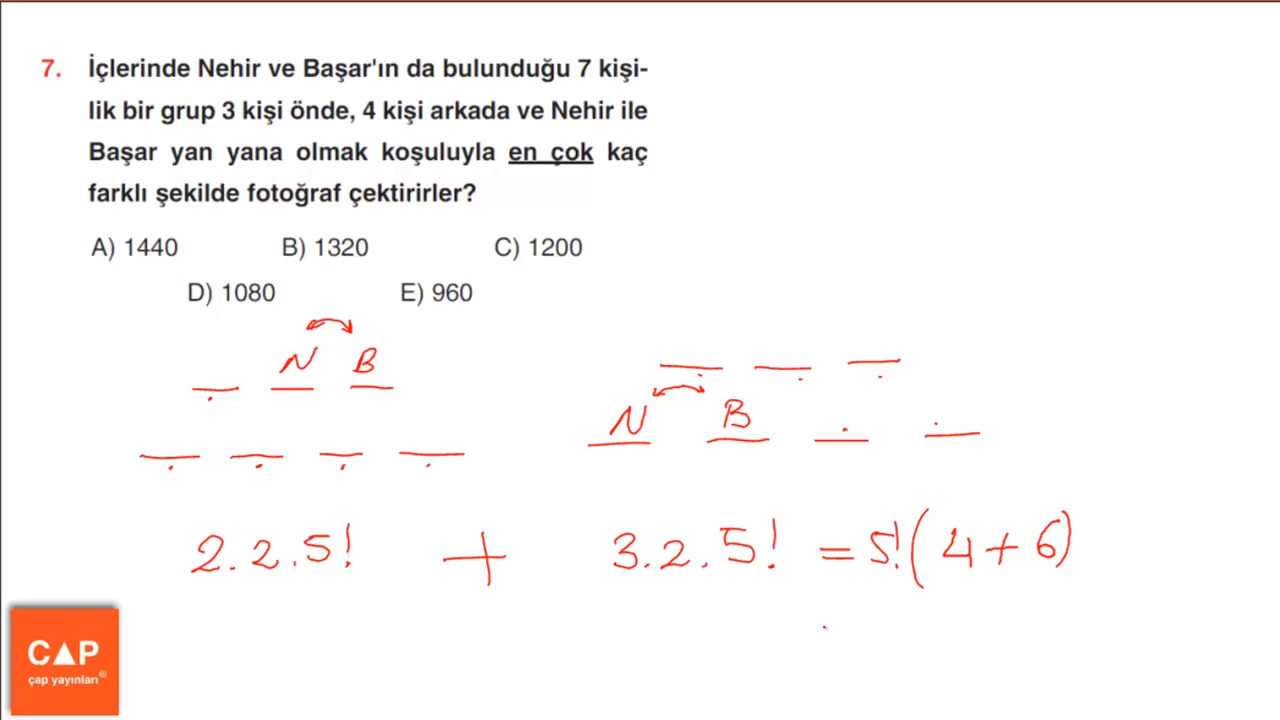 7. İçlerinde Nehir ve Başar'ın da bulunduğu 7 kişi-
lik bir grup 3 kişi önde, 4 kişi arkada ve Nehir ile
Başar yan yana olmak koşuluyla en çok kaç
farklı şekilde fotoğraf çektirirler?
A) 1440 B) 1320 C) 1200
D) 1080 E) 960
N B
N B
2.2.5! + 3.2.5! = 5!(4+6)
ÇAP
çap yayınları®